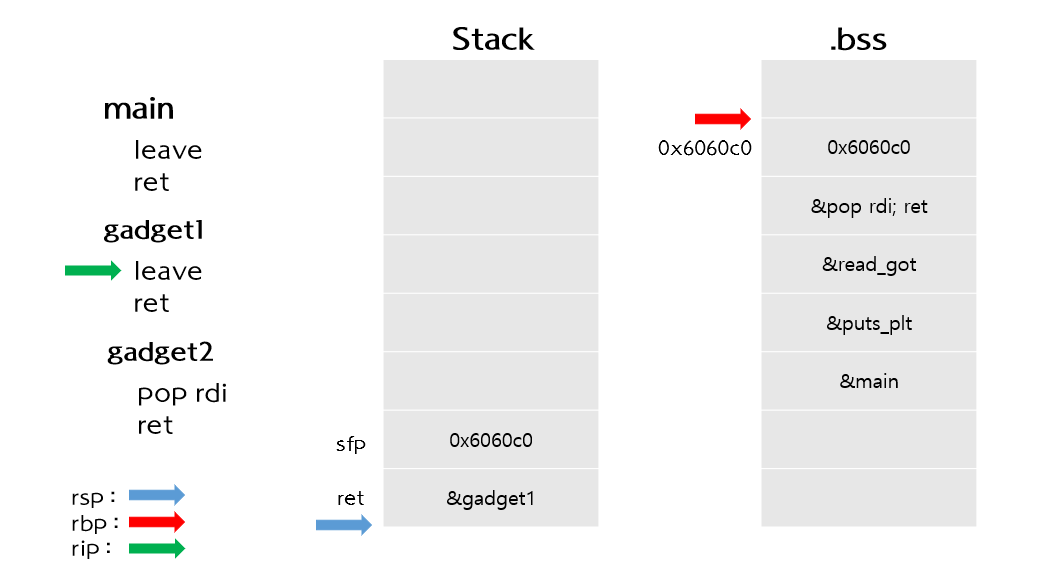 Stack
.bss
main
leave
ret
gadget1
leave
ret
gadget2
pop rdi
ret
rsp :
rbp :
rip :
sfp
0x6060c0
ret
&gadget1
0x6060c0
0x6060c0
&pop rdi; ret
&read_got
&puts_plt
&main